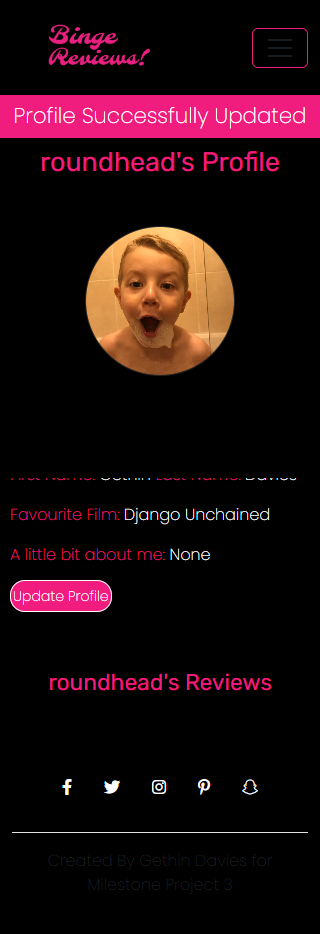 Binge
Reviews!
Profile Successfully Updated
roundhead's Profile
First Name: Gethin Last Name: Davies
Favourite Film: Django Unchained
A little bit about me: None
Update Profile
roundhead's Reviews
Created By Gethin Davies for
Milestone Project 3